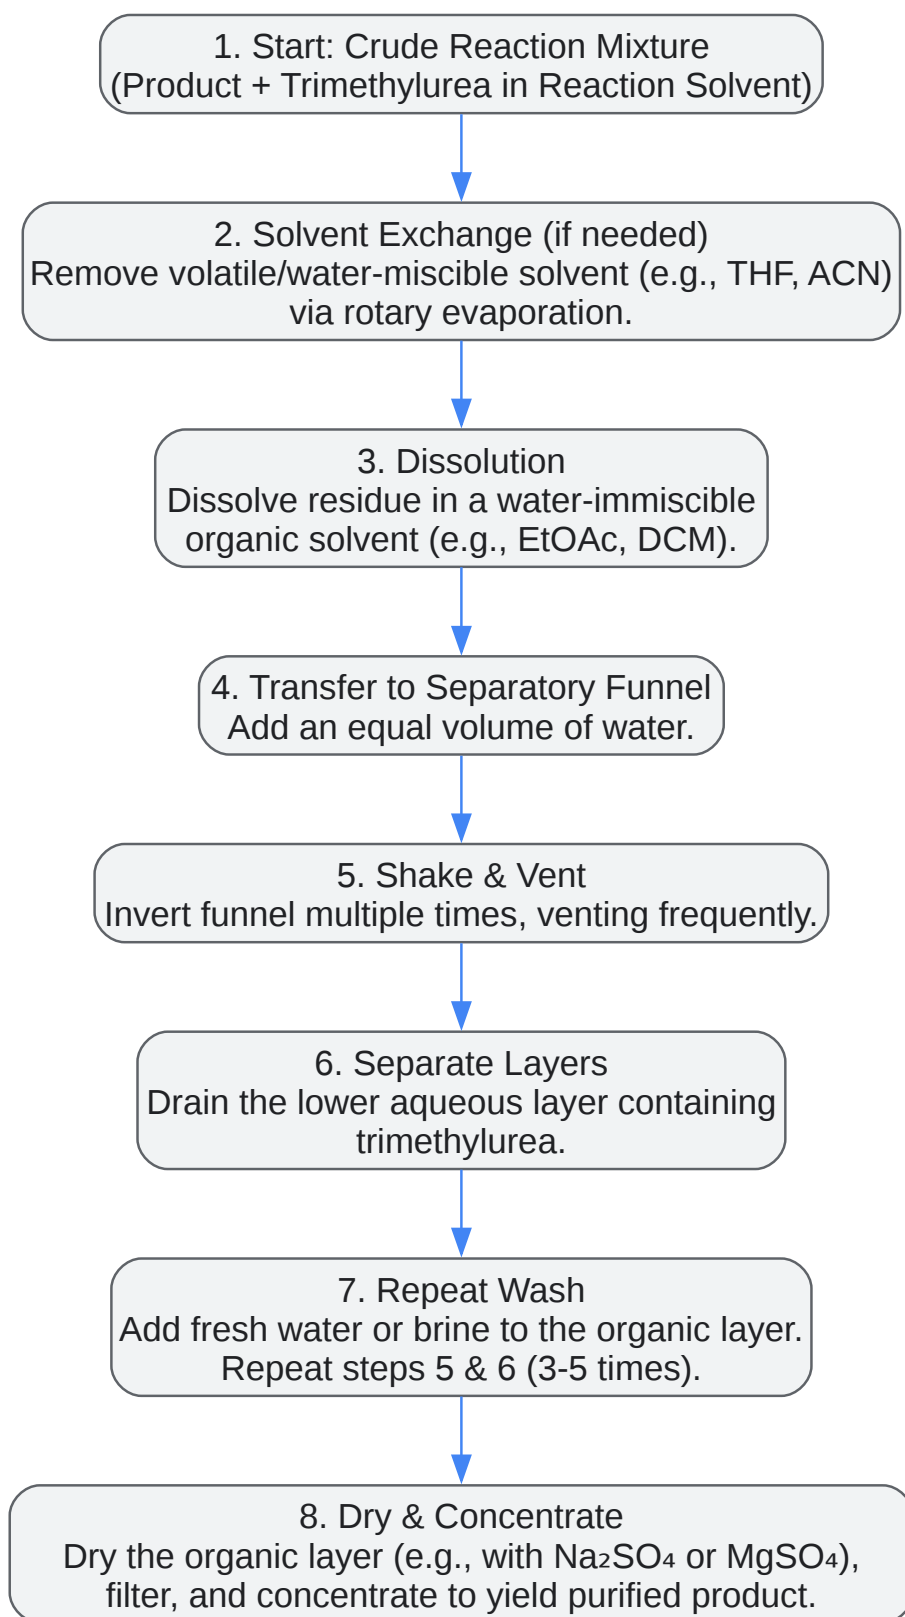 1. Start: Crude Reaction Mixture
(Product + Trimethylurea in Reaction Solvent)
2. Solvent Exchange (if needed)
Remove volatile/water-miscible solvent (e.g., THF, ACN)
via rotary evaporation.
3. Dissolution
Dissolve residue in a water-immiscible
organic solvent (e.g., EtOAc, DCM).
4. Transfer to Separatory Funnel
Add an equal volume of water.
5. Shake & Vent
Invert funnel multiple times, venting frequently.
6. Separate Layers
Drain the lower aqueous layer containing
trimethylurea.
7. Repeat Wash
Add fresh water or brine to the organic layer.
Repeat steps 5 & 6 (3-5 times).
8. Dry & Concentrate
Dry the organic layer (e.g., with Na₂SO₄ or MgSO₄),
filter, and concentrate to yield purified product.